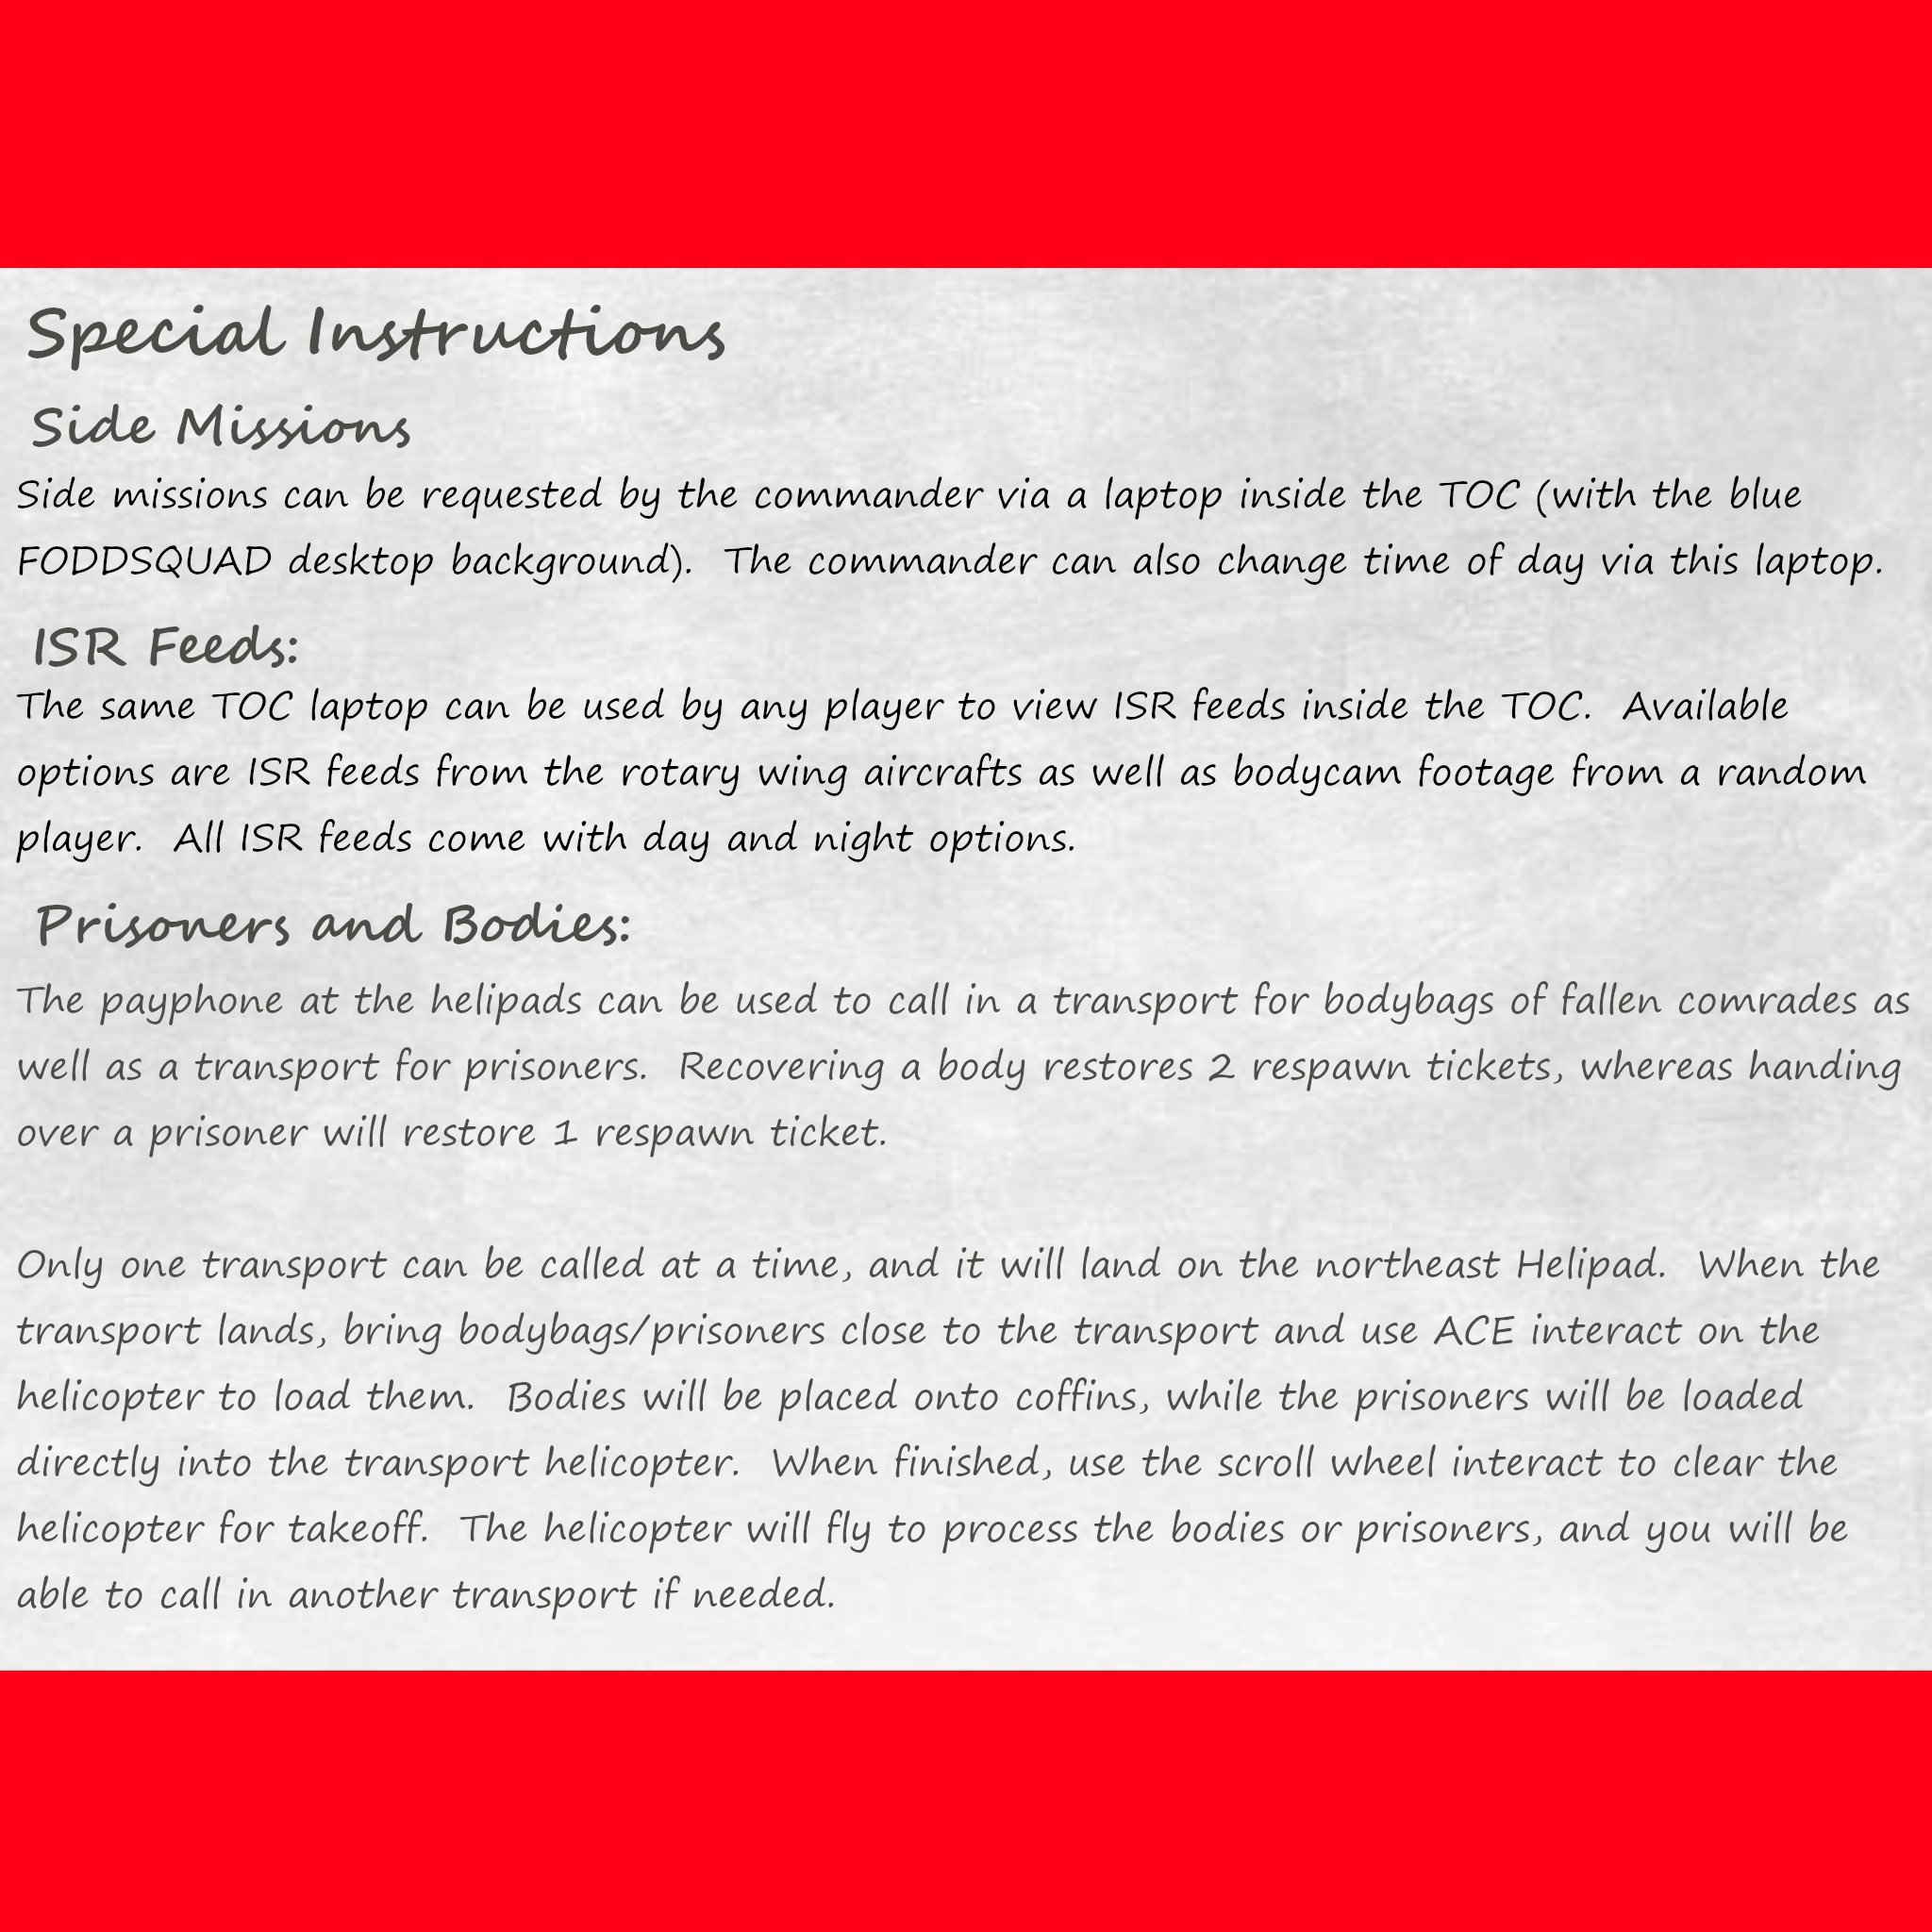 Special Instructions
Side Missions
Side missions can be requested by the commander via a laptop inside the TOC (with the blue
FODDSQUAD desktop background).  The commander can also change time of day via this laptop.
ISR Feeds:
The same TOC laptop can be used by any player to view ISR feeds inside the TOC.  Available
options are ISR feeds from the rotary wing aircrafts as well as bodycam footage from a random
player.  All ISR feeds come with day and night options.
Prisoners and Bodies:
The payphone at the helipads can be used to call in a transport for bodybags of fallen comrades as
well as a transport for prisoners.  Recovering a body restores 2 respawn tickets, whereas handing
over a prisoner will restore 1 respawn ticket.
Only one transport can be called at a time, and it will land on the northeast Helipad.  When the
transport lands, bring bodybags/prisoners close to the transport and use ACE interact on the
helicopter to load them.  Bodies will be placed onto coffins, while the prisoners will be loaded
directly into the transport helicopter.  When finished, use the scroll wheel interact to clear the
helicopter for takeoff.  The helicopter will fly to process the bodies or prisoners, and you will be
able to call in another transport if needed.